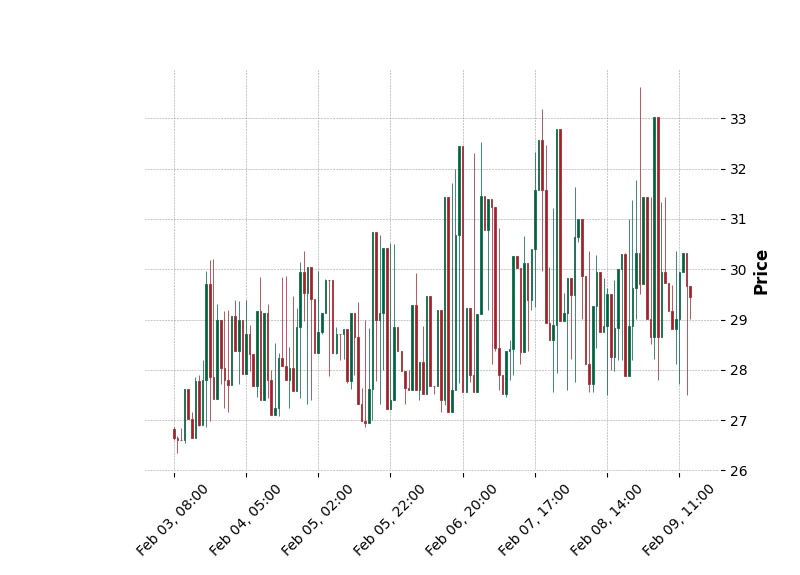 33
32
31
30
29
28
27
26
Price
Feb 03, 08:00
Feb 04, 05:00
Feb 05, 02:00
Feb 05, 22:00
Feb 06, 20:00
Feb 07, 17:00
Feb 08, 14:00
Feb 09, 11:00